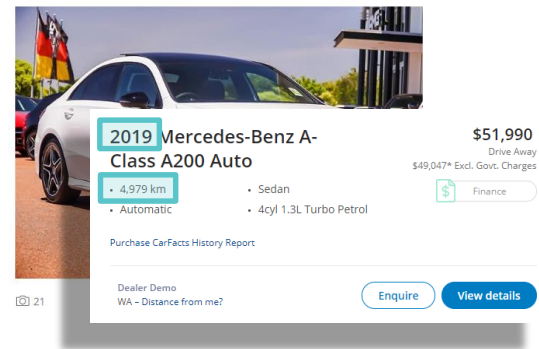 2019 Mercedes-Benz A-
Class A200 Auto
$51,990
Drive Away
$49,047* Excl. Govt. Charges
• 4,979 km
• Sedan
$ Finance
• Automatic
• 4cyl 1.3L Turbo Petrol
Purchase CarFacts History Report
Dealer Demo
WA – Distance from me?
Enquire
View details
21